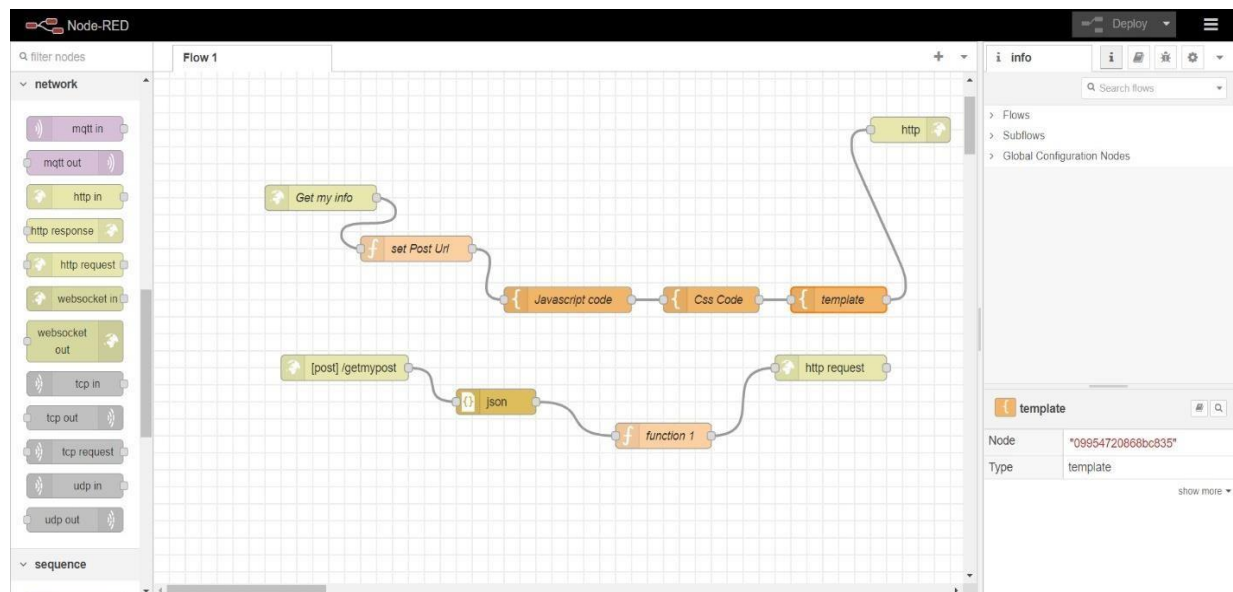 Node-RED
Deploy
filter nodes
Flow 1
i info
Search flows
network
Flows
mqtt in
http
Subflows
mqtt out
Global Configuration Nodes
http in
Get my info
http response
set Post Url
http request
websocket in
Javascript code
Css Code
template
websocket
out
[post] /getmypost
http request
tcp in
json
template
tcp out
function 1
Node
"09954720868bc835"
tcp request
Type
template
udp in
show more
udp out
sequence